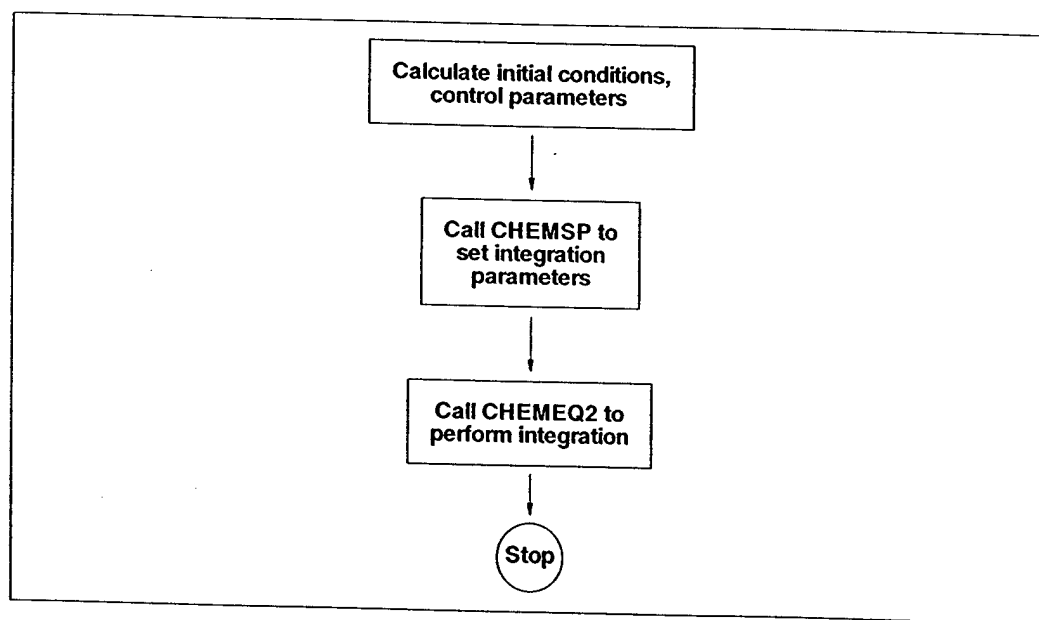 Calculate initial conditions,
control parameters
Call CHEMSP to
set integration
parameters
Call CHEMEQ2 to
perform integration
Stop